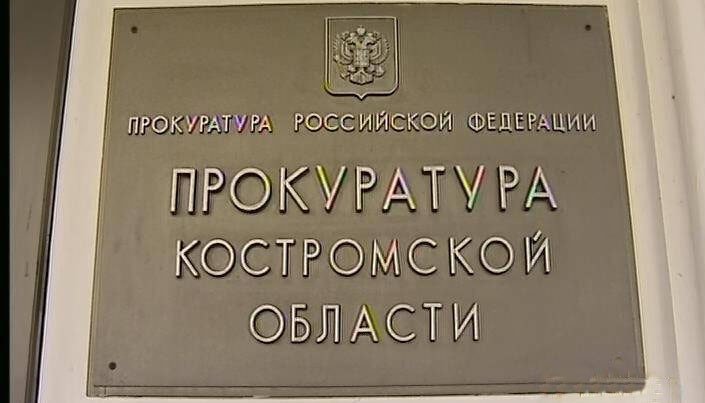 ПРОКУРАТУРА РОССИЙСКОЙ ФЕДЕРАЦИИ
ПРОКУРАТУРА
КОСТРОМСКОЙ
ОБЛАСТИ